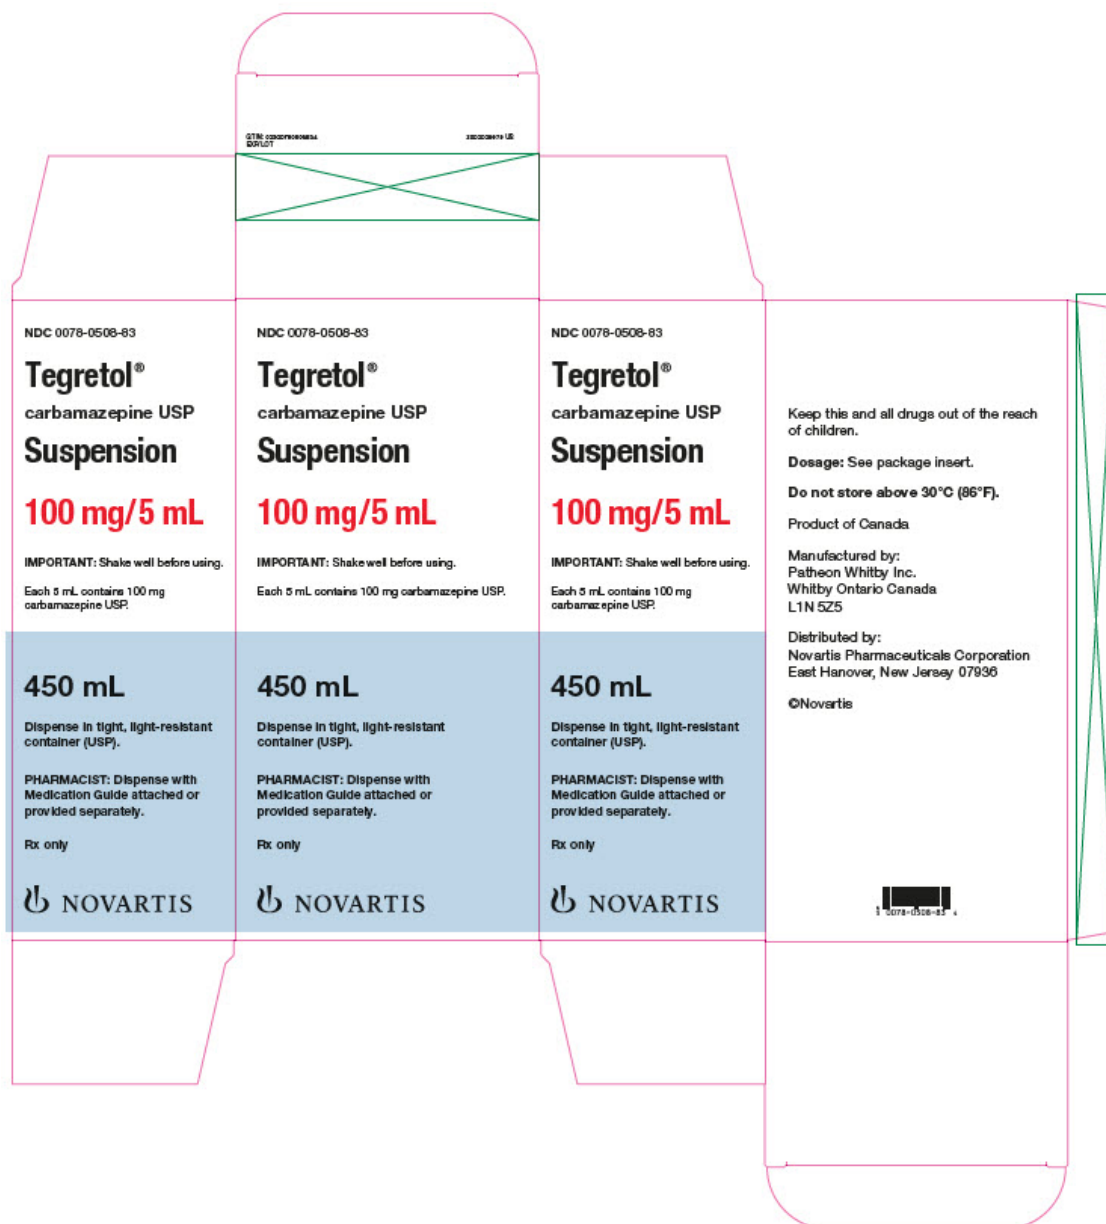 EXP/LOT
NDC 0078-0508-83
Tegretol®
carbamazepine USP
Suspension
100 mg/5 mL
IMPORTANT: Shake well before using.
Each 5 mL contains 100 mg
carbamazepine USP.
450 mL
Dispense in tight, light-resistant
container (USP).
PHARMACIST: Dispense with
Medication Guide attached or
provided separately.
Rx only
NOVARTIS
NDC 0078-0508-83
Tegretol®
carbamazepine USP
Suspension
100 mg/5 mL
IMPORTANT: Shake well before using.
Each 5 mL contains 100 mg carbamazepine USP.
450 mL
Dispense in tight, light-resistant
container (USP).
PHARMACIST: Dispense with
Medication Guide attached or
provided separately.
Rx only
NOVARTIS
NDC 0078-0508-83
Tegretol®
carbamazepine USP
Suspension
100 mg/5 mL
IMPORTANT: Shake well before using.
Each 5 mL contains 100 mg
carbamazepine USP.
450 mL
Dispense in tight, light-resistant
container (USP).
PHARMACIST: Dispense with
Medication Guide attached or
provided separately.
Rx only
NOVARTIS
Keep this and all drugs out of the reach
of children.
Dosage: See package insert.
Do not store above 30°C (86°F).
Product of Canada
Manufactured by:
Patheon Whitby Inc.
Whitby Ontario Canada
L1N 5Z5
Distributed by:
Novartis Pharmaceuticals Corporation
East Hanover, New Jersey 07936
©Novartis
0078-0508-83